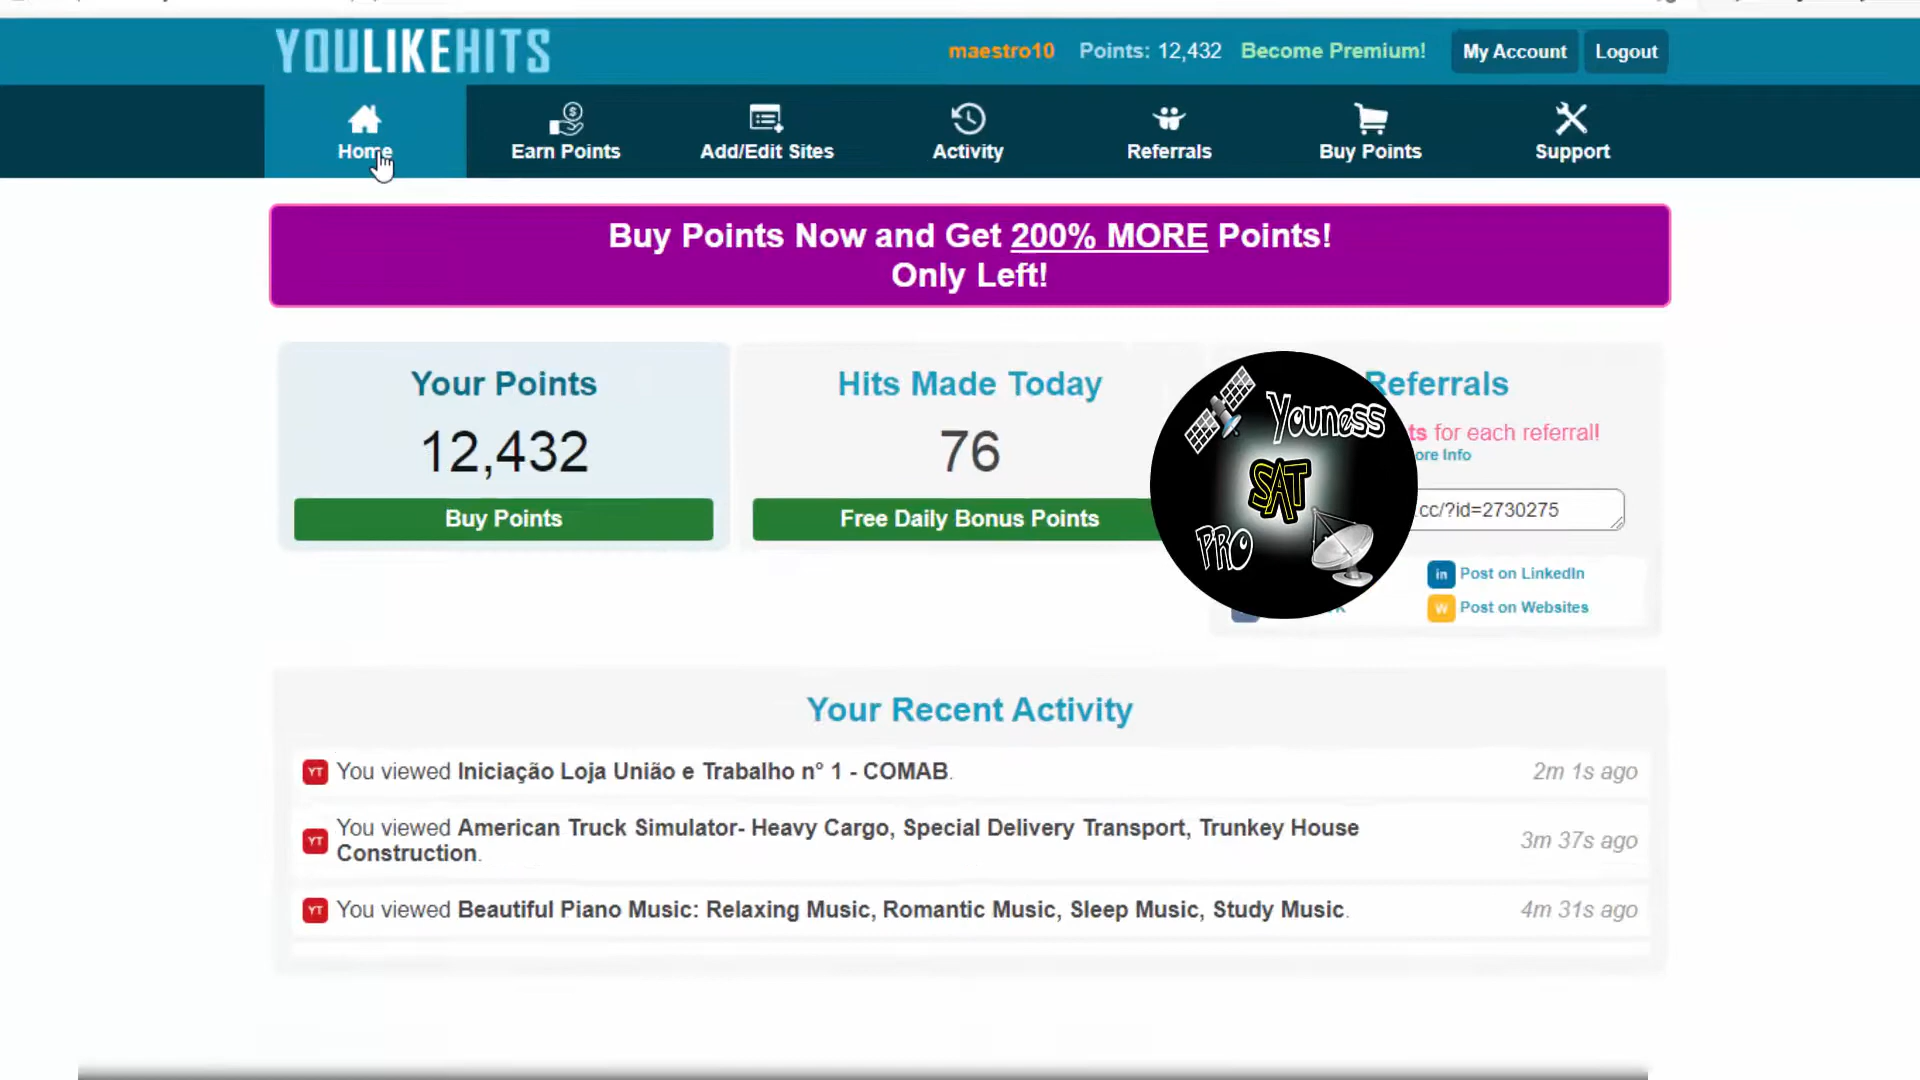 YOULIKEHITS
maestro10 Points: 12,432 Become Premium! My Account Logout
Home Earn Points Add/Edit Sites Activity Referrals Buy Points Support
Buy Points Now and Get 200% MORE Points!
Only Left!
Your Points
12,432
Buy Points
Hits Made Today
76
Free Daily Bonus Points
Referrals
for each referral!
Info
cc/?id=2730275
in Post on LinkedIn
W Post on Websites
Youness
SAT
PRO
Your Recent Activity
YT You viewed Iniciação Loja União e Trabalho n° 1 - COMAB. 2m 1s ago
YT You viewed American Truck Simulator- Heavy Cargo, Special Delivery Transport, Trunkey House
Construction. 3m 37s ago
YT You viewed Beautiful Piano Music: Relaxing Music, Romantic Music, Sleep Music, Study Music. 4m 31s ago